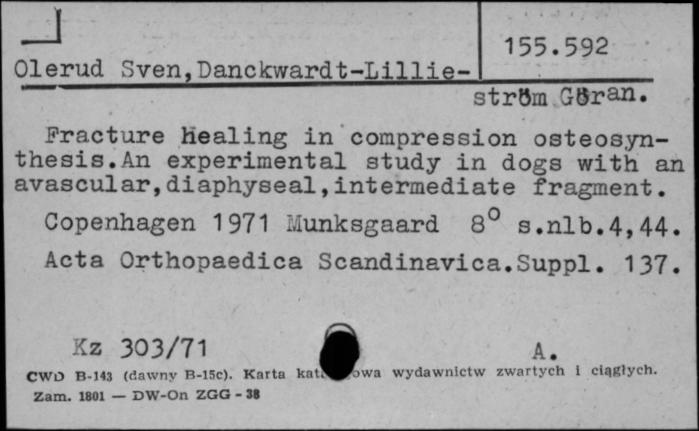 155.592
Olerud Sven,Danckwardt-Lillie-
ström Göran.
Fracture healing in compression osteosyn-
thesis.An experimental study in dogs with an
avascular,diaphyseal,intermediate fragment.
Copenhagen 1971 Munksgaard 8° s.nlb.4,44.
Acta Orthopaedica Scandinavica.Suppl. 137.
Kz 303/71 A.
CWD B-143 (dawny B-15c). Karta wydawnictw zwartych i ciągłych.
Zam. 1801 — DW-On ZGG - 38